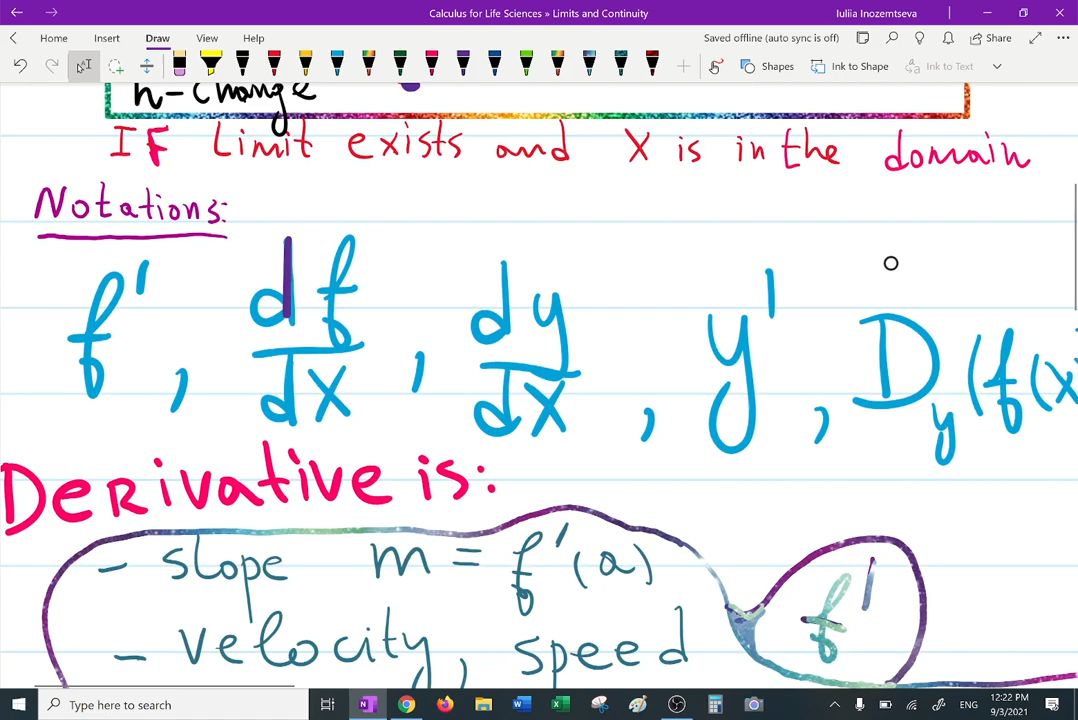 Calculus for Life Sciences » Limits and Continuity
Iuliia Inozemtseva
Home Insert Draw View Help
Saved offline (auto sync is off)
Share
Shapes
Ink to Shape
Ink to Text
h-change
IF Limit exists and X is in the domain
Notations:
f', df/dx, dy/dx, y', Dy(f(x
Derivative is:
- slope m = f'(a)
f'
- velocity, speed
Type here to search
ENG
12:22 PM
9/3/2021